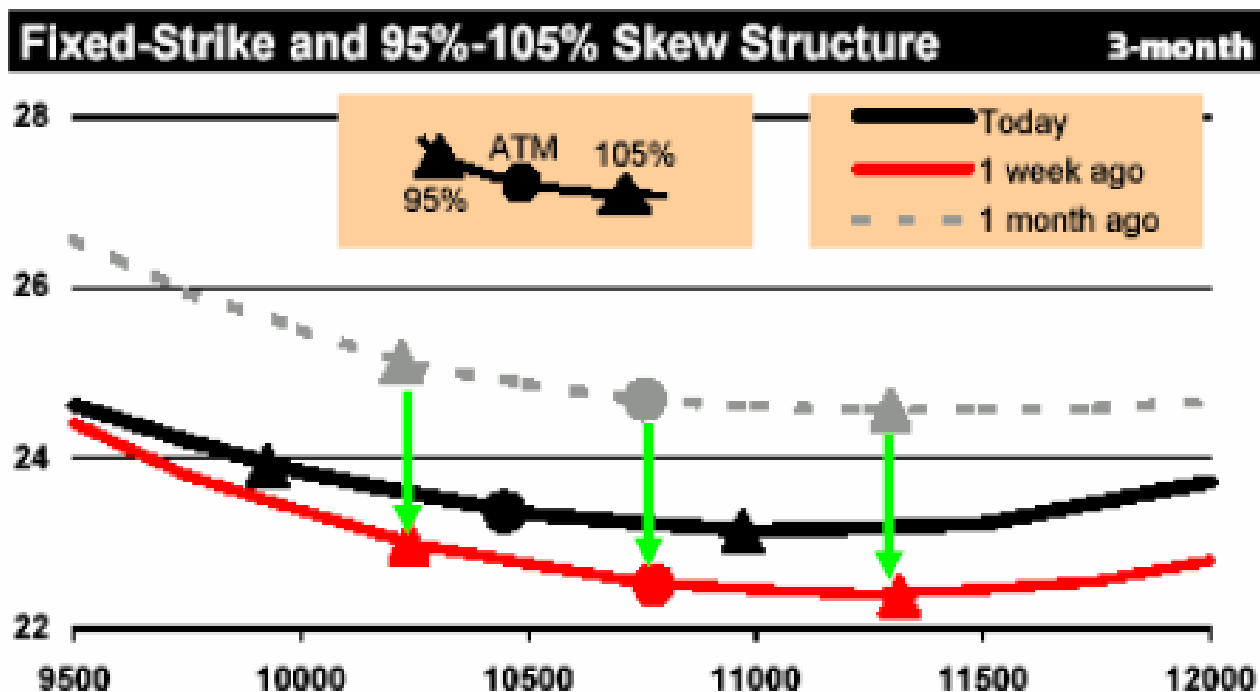 Fixed-Strike and 95%-105% Skew Structure 3-month
28
ATM
105%
95%
Today
1 week ago
1 month ago
26
24
22
9500 10000 10500 11000 11500 12000